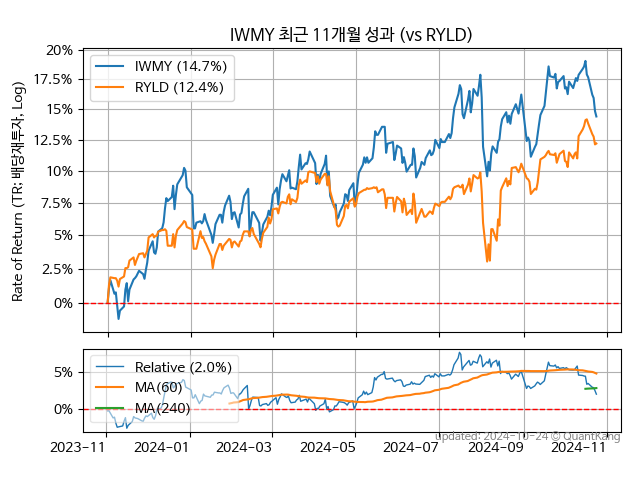 IWMY 최근 11개월 성과 (vs RYLD)
Rate of Return (TR: 배당재투자, Log)
20%
17.5%
15%
12.5%
10%
7.5%
5%
2.5%
0%
IWMY (14.7%)
RYLD (12.4%)
5%
0%
Relative (2.0%)
MA(60)
MA(240)
2023-11
2024-01
2024-03
2024-05
2024-07
2024-09
2024-11
updated: 2024-10-24 © QuantKang